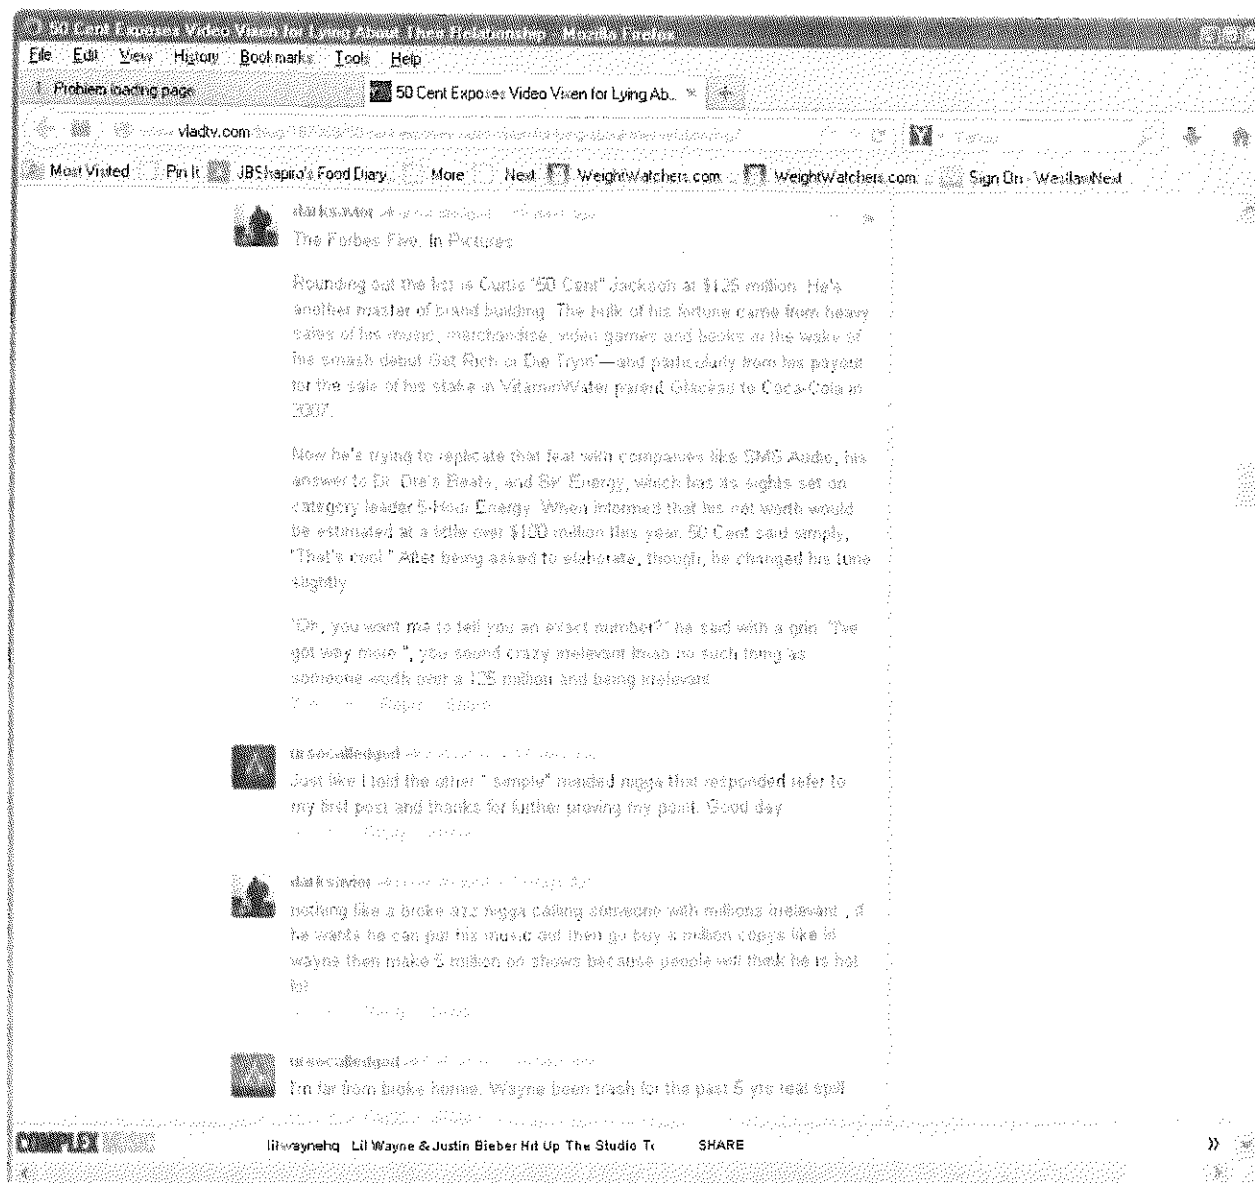 50 Cent Exposes Video Vixen for Lying About Their Relationship - Mozilla Firefox
File Edit View History Bookmarks Tools Help
Problem loading page 50 Cent Exposes Video Vixen for Lying Ab...
vladtv.com
Most Visited Pin It JBShapiro's Food Diary More Next WeightWatchers.com WeightWatchers.com Sign On - WestlawNext
darksavior
The Forbes Five: In Pictures
Rounding out the list is Curtis "50 Cent" Jackson at $125 million. He's
another master of brand building. The bulk of his fortune came from heavy
sales of his music, merchandise, video games and books in the wake of
his smash debut Get Rich or Die Tryin'—and particularly from his payout
for the sale of his stake in VitaminWater parent Glaceau to Coca-Cola in
2007.
Now he's trying to replicate that feat with companies like SMS Audio, his
answer to Dr. Dre's Beats, and SK Energy, which has its sights set on
category leader 5-Hour Energy. When informed that his net worth would
be estimated at a little over $100 million this year, 50 Cent said simply,
"That's cool." After being asked to elaborate, though, he changed his tune
slightly.
"Oh, you want me to tell you an exact number?" he said with a grin. "I've
got way more.", you sound crazy irrelevant lmao no such thing as
someone worth over a 125 million and being irrelevant
Reply Share
ursocalledgod
Just like I told the other " simple" minded nigga that responded refer to
my first post and thanks for further proving my point. Good day
Reply
darksavior
nothing like a broke azz nigga calling someone with millions irrelevant , if
he wants he can put his music out then go buy a million copys like lil
wayne then make 5 million on shows because people will think he is hot
lol
Reply
ursocalledgod
I'm far from broke homie. Wayne been trash for the past 5 yrs real spill
COMPLEX lilwaynehq Lil Wayne & Justin Bieber Hit Up The Studio To SHARE »